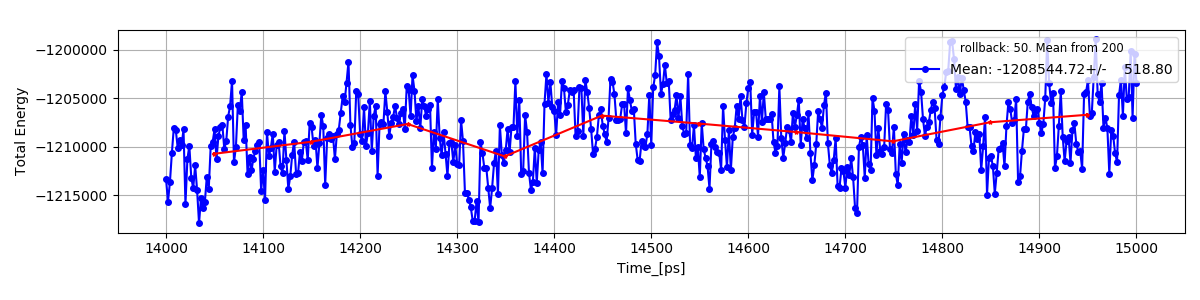 rollback: 50. Mean from 200
Mean: -1208544.72+/-    518.80
Total Energy
−1200000
−1205000
−1210000
−1215000
14000 14100 14200 14300 14400 14500 14600 14700 14800 14900 15000
Time_[ps]